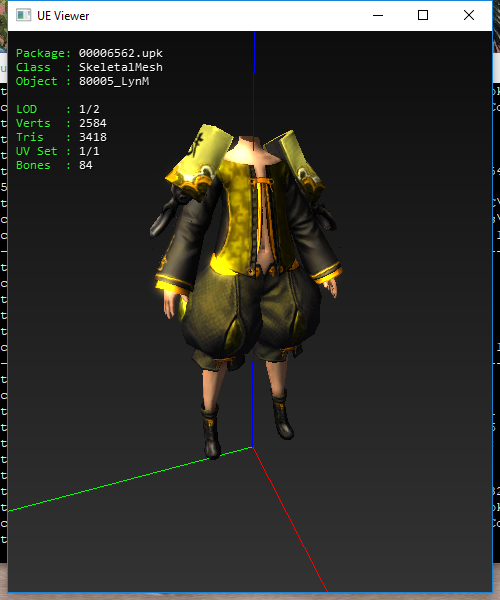 UE Viewer
Package: 00006562.upk
Class : SkeletalMesh
Object : 80005_LynM
LOD : 1/2
Verts : 2584
Tris : 3418
UV Set : 1/1
Bones : 84